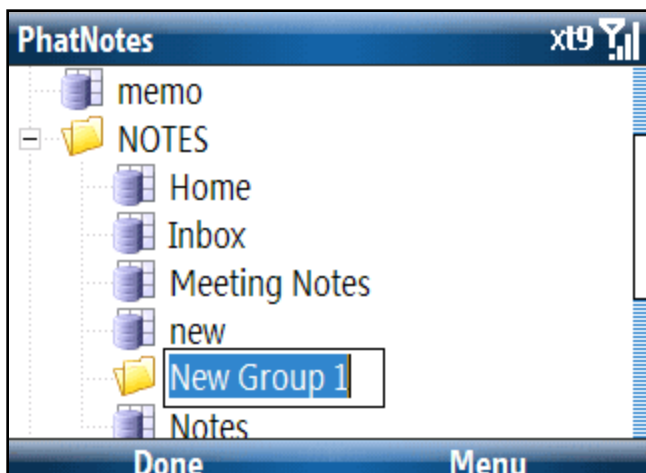 PhatNotes xt9
memo
NOTES
Home
Inbox
Meeting Notes
new
New Group 1
Notes
Done Menu